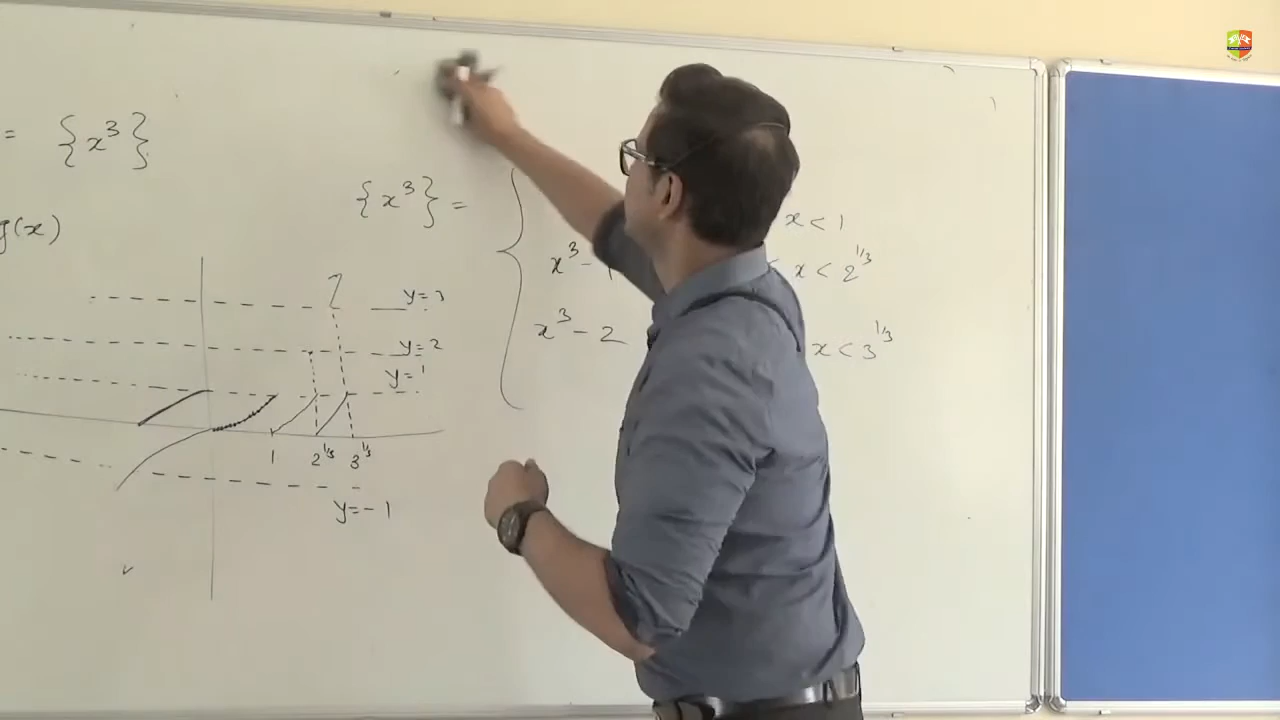 = {x³}
g(x)
{x³} =
x < 1
x³ - 1 < x < 2^{1/3}
x³ - 2 x < 3^{1/3}
y=3
y=2
y=1
1 2^{1/3} 3^{1/3}
y=-1